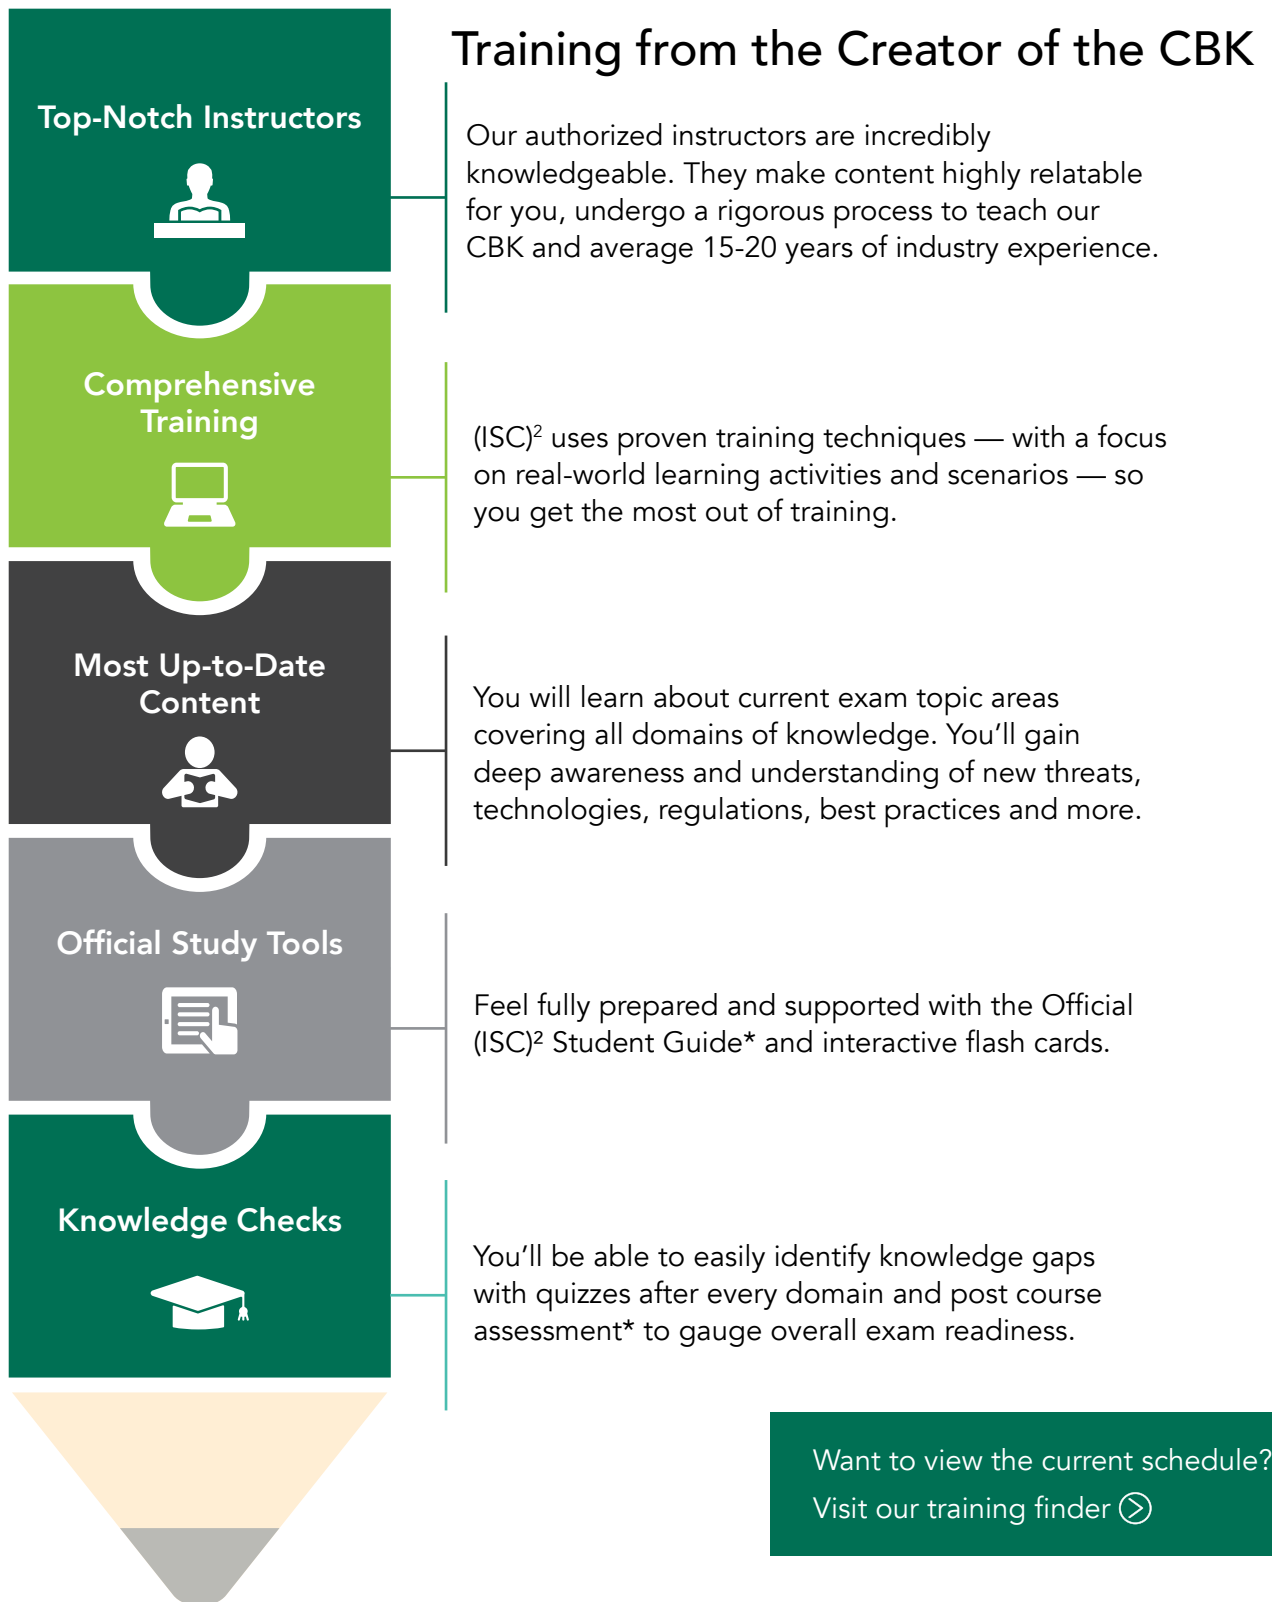 Training from the Creator of the CBK
Top-Notch Instructors
Our authorized instructors are incredibly
knowledgeable. They make content highly relatable
for you, undergo a rigorous process to teach our
CBK and average 15-20 years of industry experience.
Comprehensive
Training
(ISC)² uses proven training techniques — with a focus
on real-world learning activities and scenarios — so
you get the most out of training.
Most Up-to-Date
Content
You will learn about current exam topic areas
covering all domains of knowledge. You’ll gain
deep awareness and understanding of new threats,
technologies, regulations, best practices and more.
Official Study Tools
Feel fully prepared and supported with the Official
(ISC)² Student Guide* and interactive flash cards.
Knowledge Checks
You’ll be able to easily identify knowledge gaps
with quizzes after every domain and post course
assessment* to gauge overall exam readiness.
Want to view the current schedule?
Visit our training finder